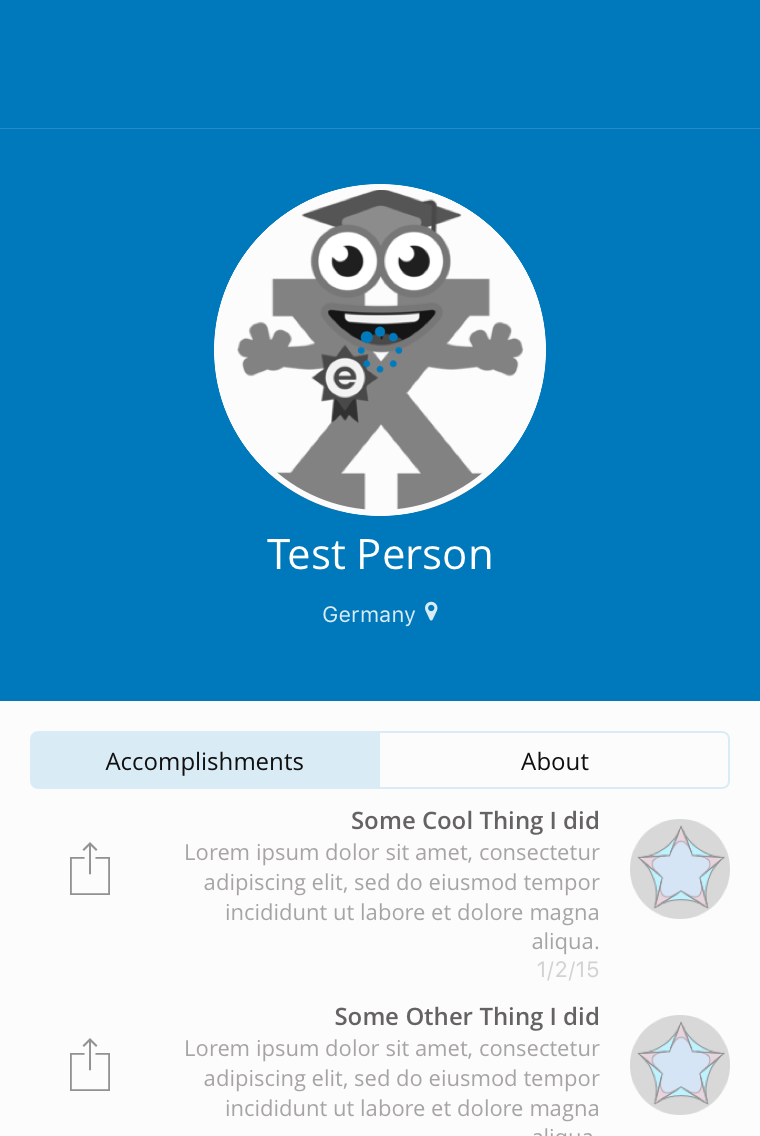 e
Test Person
Germany
Accomplishments
About
Some Cool Thing I did
Lorem ipsum dolor sit amet, consectetur
adipiscing elit, sed do eiusmod tempor
incididunt ut labore et dolore magna
aliqua.
1/2/15
Some Other Thing I did
Lorem ipsum dolor sit amet, consectetur
adipiscing elit, sed do eiusmod tempor
incididunt ut labore et dolore magna
aliqua.